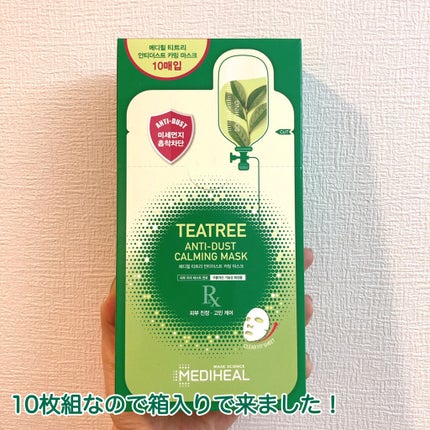 메디힐 티트리
안티더스트 카밍 마스크
10매입
CUT
ANTI-DUST
미세먼지
흡착차단
TEATREE
ANTI-DUST
CALMING MASK
메디힐 티트리 안티더스트 카밍 마스크
Rx
피부 진정 · 고민 케어
MASK SCIENCE
MEDIHEAL
10枚組なので箱入りで来ました！